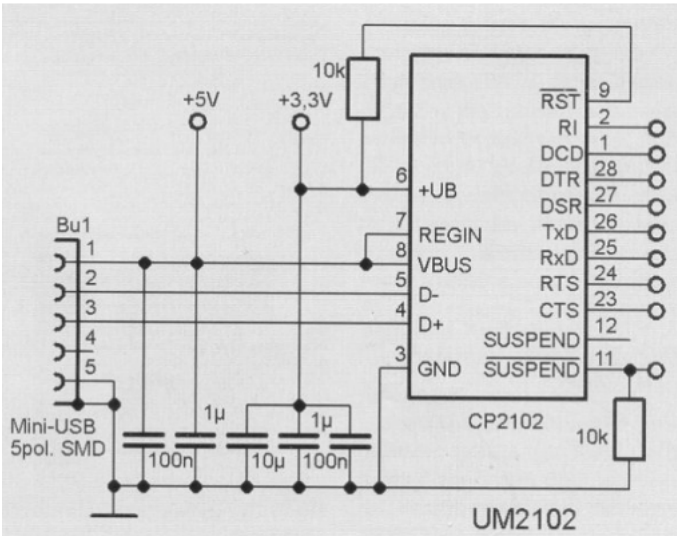 10k
+5V
+3,3V
9
RST
2
RI
1
DCD
6
+UB
28
DTR
27
DSR
Bu1
7
REGIN
26
TxD
1
8
VBUS
25
RxD
2
5
D-
24
RTS
3
4
D+
23
CTS
4
12
SUSPEND
5
3
GND
11
SUSPEND
1µ
1µ
CP2102
Mini-USB
5pol. SMD
10k
100n
10µ
100n
UM2102